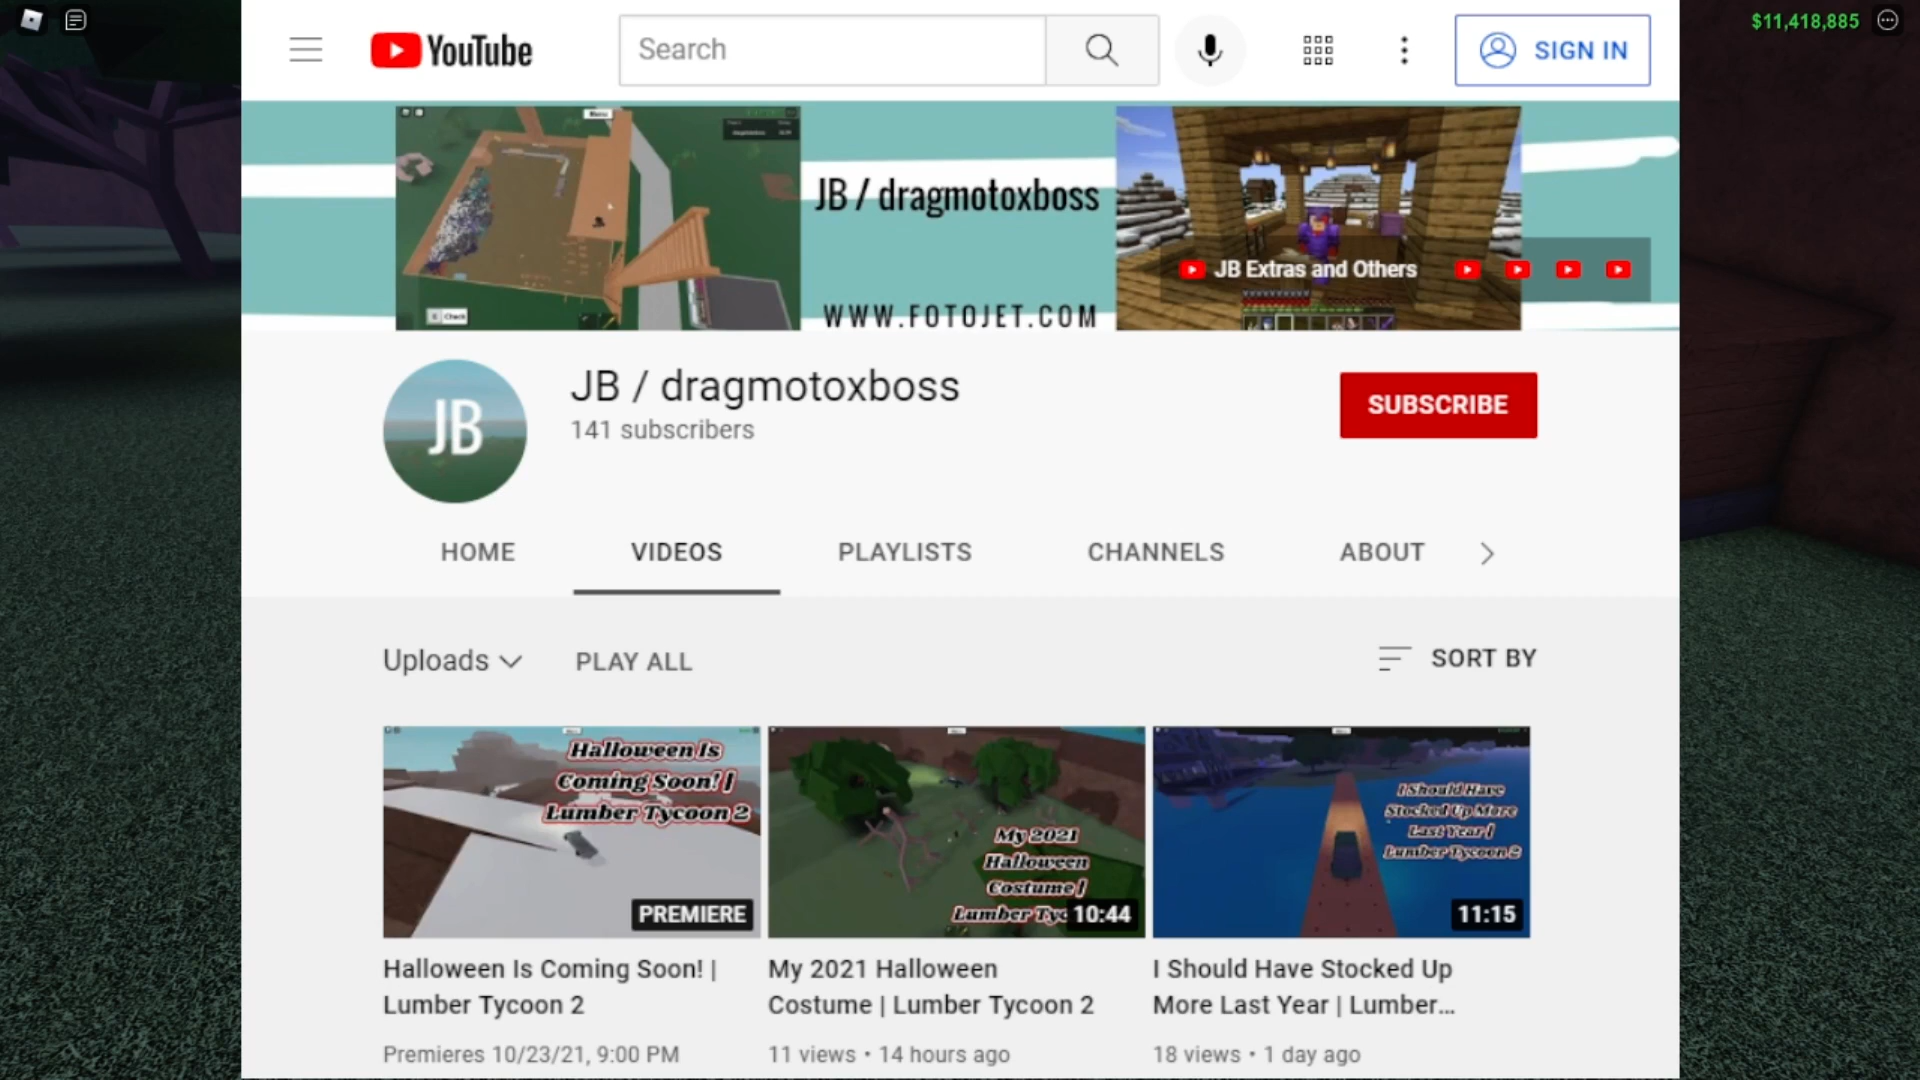 $11,418,885
YouTube
Search
SIGN IN
Menu
JB / dragmotoxboss
WWW.FOTOJET.COM
JB Extras and Others
JB
JB / dragmotoxboss
141 subscribers
SUBSCRIBE
HOME
VIDEOS
PLAYLISTS
CHANNELS
ABOUT
Uploads
PLAY ALL
SORT BY
Halloween Is
Coming Soon! |
Lumber Tycoon 2
PREMIERE
My 2021
Halloween
Costume |
Lumber Tyc
10:44
I Should Have
Stocked Up More
Last Year |
Lumber Tycoon 2
11:15
Halloween Is Coming Soon! |
Lumber Tycoon 2
Premieres 10/23/21, 9:00 PM
My 2021 Halloween
Costume | Lumber Tycoon 2
11 views • 14 hours ago
I Should Have Stocked Up
More Last Year | Lumber...
18 views • 1 day ago